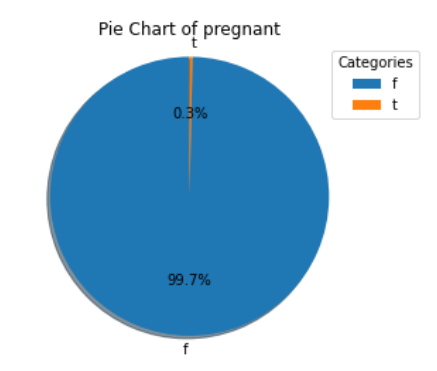 Pie Chart of pregnant
t
Categories
f
t
0.3%
99.7%
f